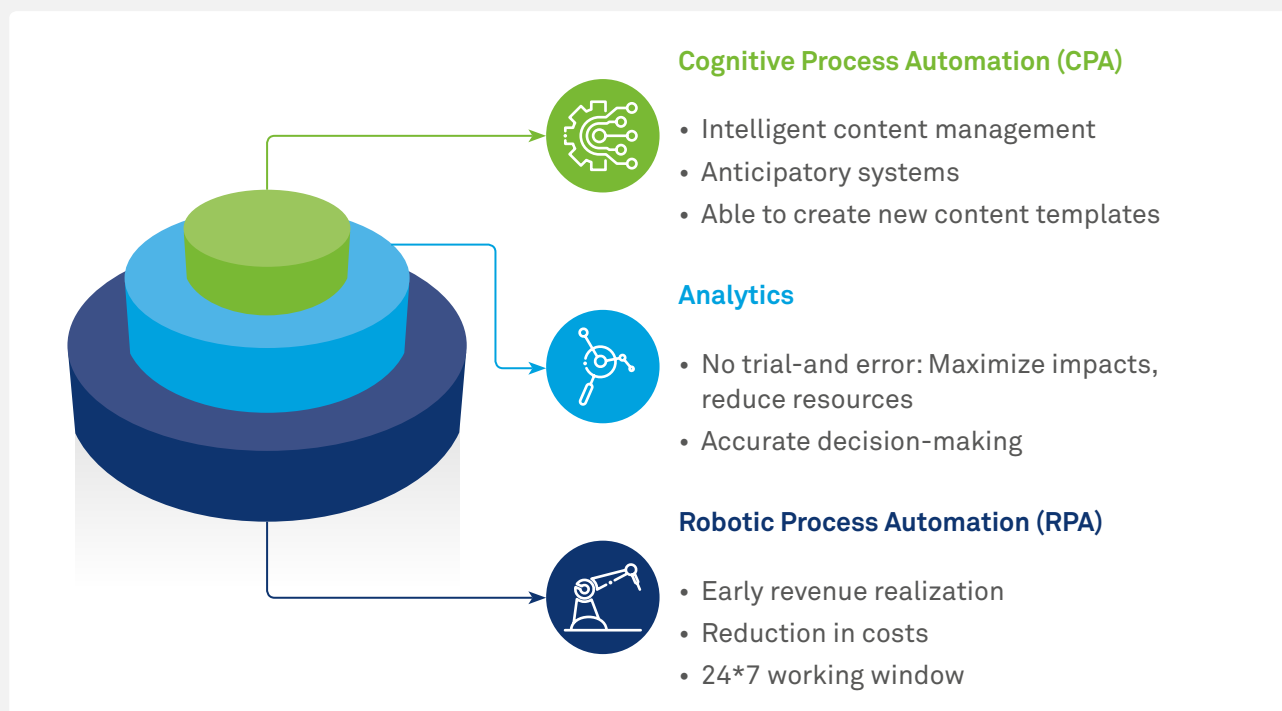 Cognitive Process Automation (CPA)
• Intelligent content management
• Anticipatory systems
• Able to create new content templates
Analytics
• No trial-and error: Maximize impacts,
reduce resources
• Accurate decision-making
Robotic Process Automation (RPA)
• Early revenue realization
• Reduction in costs
• 24*7 working window